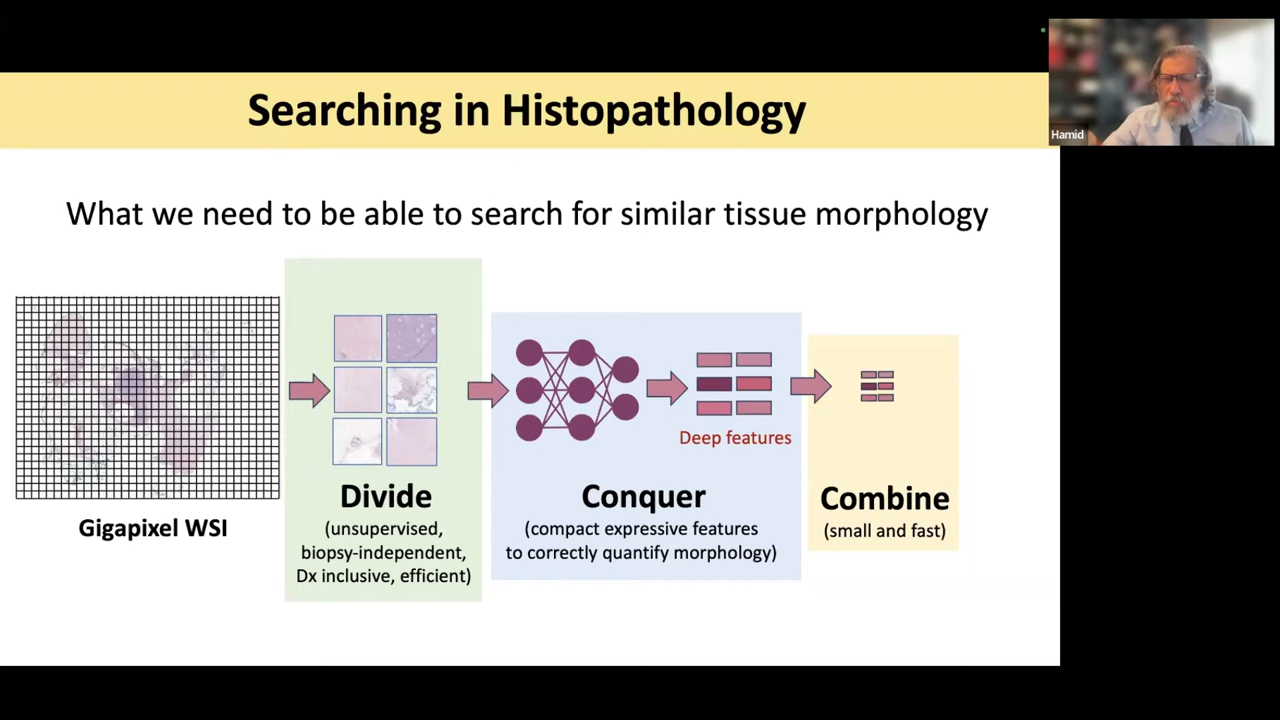 Searching in Histopathology
Hamid
What we need to be able to search for similar tissue morphology
Gigapixel WSI
Divide
(unsupervised,
biopsy-independent,
Dx inclusive, efficient)
Deep features
Conquer
(compact expressive features
to correctly quantify morphology)
Combine
(small and fast)